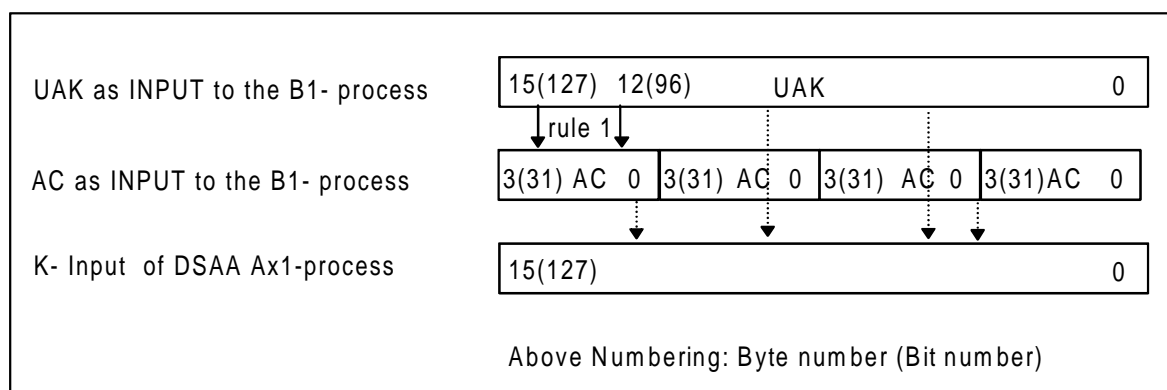 UAK as INPUT to the B1- process
15(127) 12(96) UAK 0
rule 1
AC as INPUT to the B1- process
3(31) AC 0 3(31) AC 0 3(31) AC 0 3(31)AC 0
K- Input of DSAA Ax1-process
15(127) 0
Above Numbering: Byte number (Bit number)